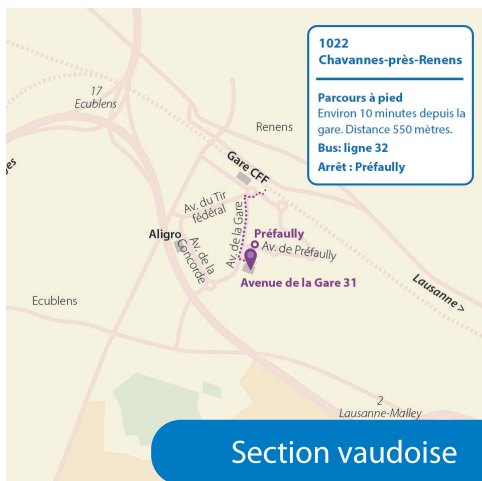 1022
Chavannes-près-Renens
Parcours à pied
Environ 10 minutes depuis la
gare. Distance 550 mètres.
Bus: ligne 32
Arrêt : Préfaully
17
Ecublens
Renens
Gare CFF
Av. du Tir
fédéral
Av. de la Gare
Aligro
Av. de la
Concorde
Préfaully
Av. de Préfaully
Avenue de la Gare 31
Ecublens
Lausanne >
2
Lausanne-Malley
Section vaudoise